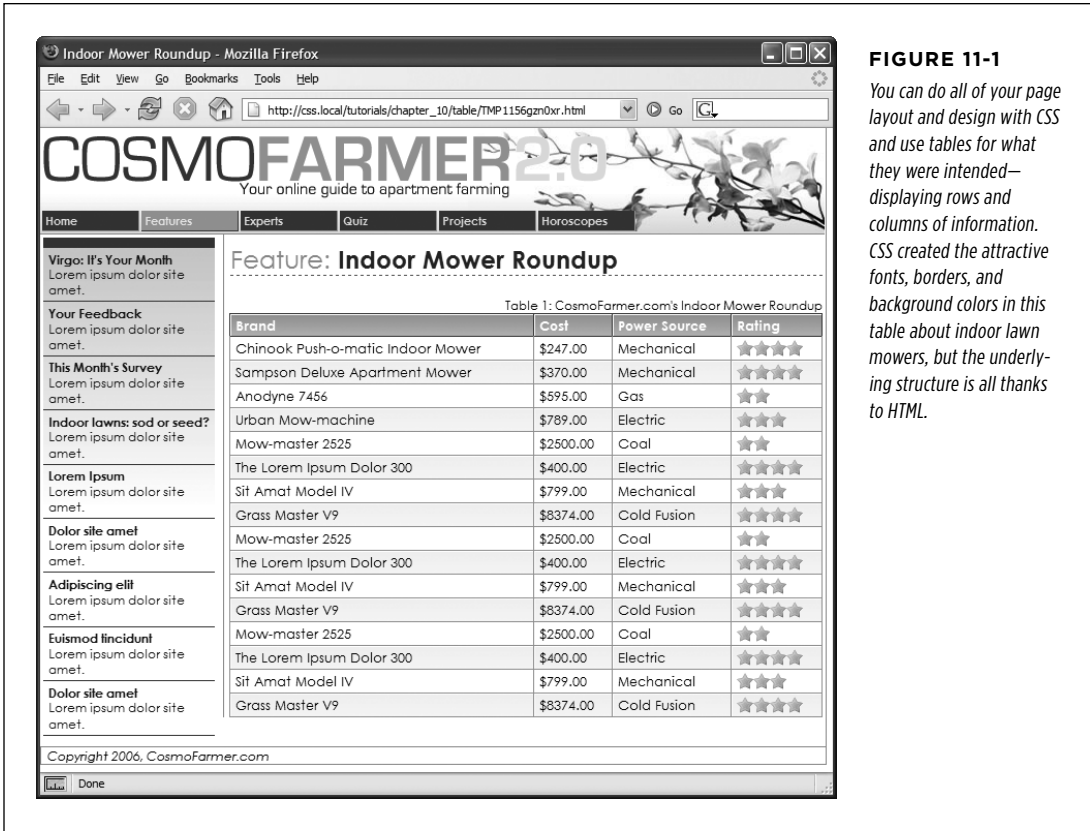 Indoor Mower Roundup - Mozilla Firefox
File Edit View Go Bookmarks Tools Help
http://css.local/tutorials/chapter_10/table/TMP1156gzn0xr.html Go G
COSMOFARMER2.0
Your online guide to apartment farming
Home Features Experts Quiz Projects Horoscopes
Virgo: It's Your Month
Lorem ipsum dolor site
amet.
Your Feedback
Lorem ipsum dolor site
amet.
This Month's Survey
Lorem ipsum dolor site
amet.
Indoor lawns: sod or seed?
Lorem ipsum dolor site
amet.
Lorem Ipsum
Lorem ipsum dolor site
amet.
Dolor site amet
Lorem ipsum dolor site
amet.
Adipiscing elit
Lorem ipsum dolor site
amet.
Euismod tincidunt
Lorem ipsum dolor site
amet.
Dolor site amet
Lorem ipsum dolor site
amet.
Feature: Indoor Mower Roundup
Table 1: CosmoFarmer.com's Indoor Mower Roundup
Brand Cost Power Source Rating
Chinook Push-o-matic Indoor Mower $247.00 Mechanical
Sampson Deluxe Apartment Mower $370.00 Mechanical
Anodyne 7456 $595.00 Gas
Urban Mow-machine $789.00 Electric
Mow-master 2525 $2500.00 Coal
The Lorem Ipsum Dolor 300 $400.00 Electric
Sit Amat Model IV $799.00 Mechanical
Grass Master V9 $8374.00 Cold Fusion
Mow-master 2525 $2500.00 Coal
The Lorem Ipsum Dolor 300 $400.00 Electric
Sit Amat Model IV $799.00 Mechanical
Grass Master V9 $8374.00 Cold Fusion
Mow-master 2525 $2500.00 Coal
The Lorem Ipsum Dolor 300 $400.00 Electric
Sit Amat Model IV $799.00 Mechanical
Grass Master V9 $8374.00 Cold Fusion
Copyright 2006, CosmoFarmer.com
Done
FIGURE 11-1
You can do all of your page
layout and design with CSS
and use tables for what
they were intended—
displaying rows and
columns of information.
CSS created the attractive
fonts, borders, and
background colors in this
table about indoor lawn
mowers, but the underly-
ing structure is all thanks
to HTML.